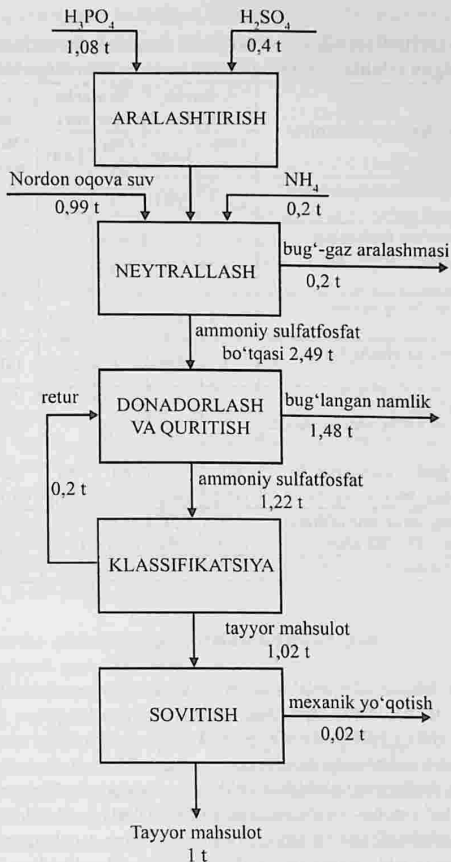 H₃PO₄
1,08 t
H₂SO₄
0,4 t
ARALASHTIRISH
Nordon oqova suv
0,99 t
NH₄
0,2 t
NEYTRALLASH
bug‘-gaz aralashmasi
0,2 t
ammoniy sulfatfosfat
bo‘tqasi 2,49 t
retur
0,2 t
DONADORLASH
VA QURITISH
bug‘langan namlik
1,48 t
ammoniy sulfatfosfat
1,22 t
KLASSIFIKATSIYA
tayyor mahsulot
1,02 t
SOVITISH
mexanik yo‘qotish
0,02 t
Tayyor mahsulot
1 t